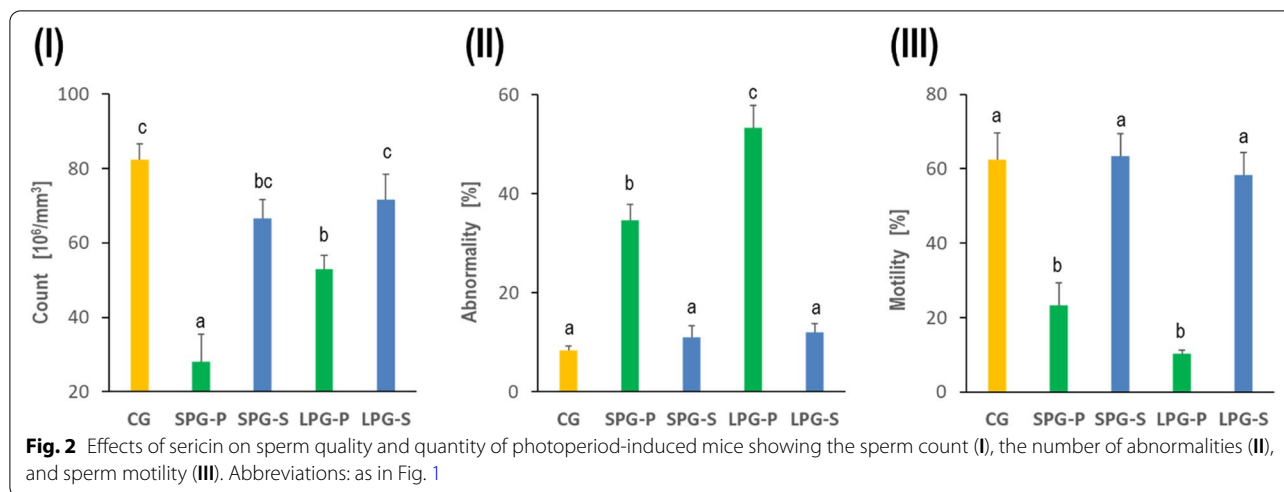 (I)
100
80
60
40
20
Count [10⁶/mm³]
c
a
bc
b
c
CG SPG-P SPG-S LPG-P LPG-S
(II)
60
40
20
0
Abnormality [%]
a
b
a
c
a
CG SPG-P SPG-S LPG-P LPG-S
(III)
80
60
40
20
0
Motility [%]
a
b
a
b
a
CG SPG-P SPG-S LPG-P LPG-S
Fig. 2 Effects of sericin on sperm quality and quantity of photoperiod-induced mice showing the sperm count (I), the number of abnormalities (II),
and sperm motility (III). Abbreviations: as in Fig. 1